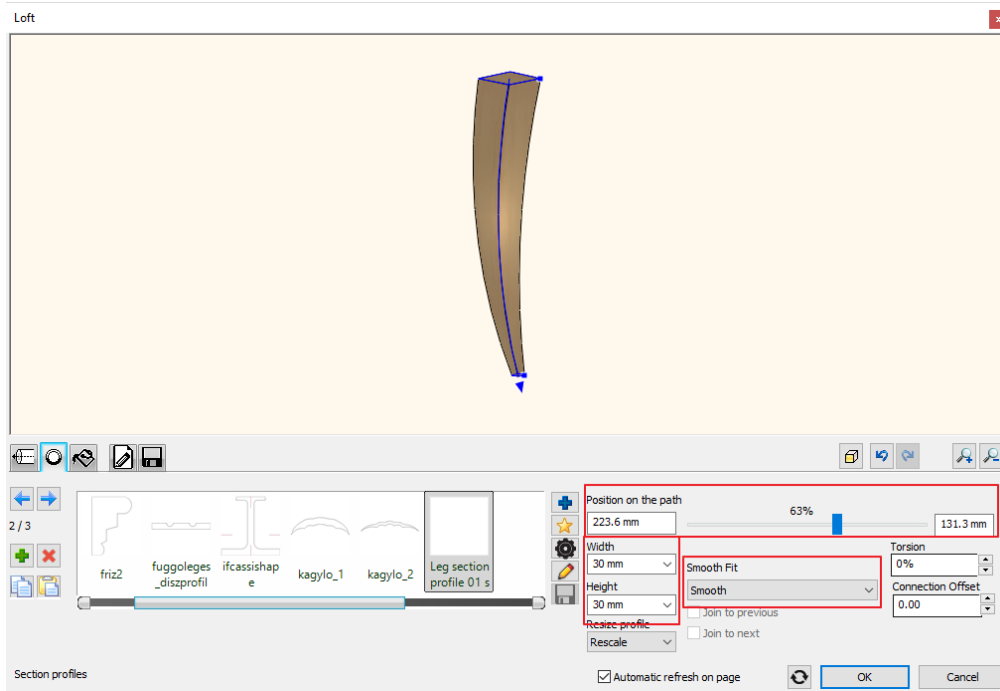 Loft
Position on the path
223.6 mm
63%
131.3 mm
2 / 3
Width
30 mm
Height
30 mm
Resize profile
Rescale
Smooth Fit
Smooth
Join to previous
Join to next
Torsion
0%
Connection Offset
0.00
friz2
fuggoleges
_diszprofil
ifcassishap
e
kagylo_1
kagylo_2
Leg section
profile 01 s
Section profiles
Automatic refresh on page
OK
Cancel